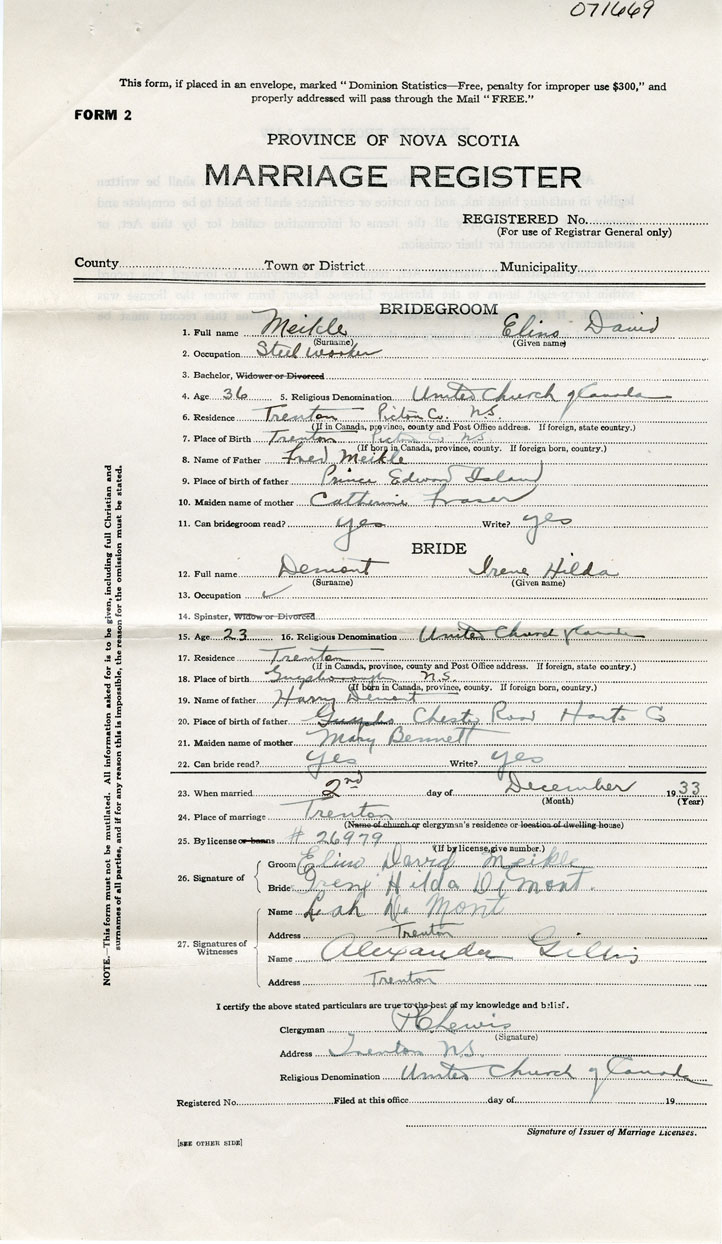 071669
This form, if placed in an envelope, marked "Dominion Statistics—Free, penalty for improper use $300," and
properly addressed will pass through the Mail "FREE."
FORM 2
PROVINCE OF NOVA SCOTIA
MARRIAGE REGISTER
REGISTERED No.
(For use of Registrar General only)
County Town or District Municipality
BRIDEGROOM
1. Full name Meikle David
(Surname) (Given name)
2. Occupation Steel Worker
3. Bachelor, Widower or Divorced
4. Age 36 5. Religious Denomination United Church of Canada
6. Residence Trenton Pictou Co. N.S.
(If in Canada, province, county and Post Office address. If foreign, state country.)
7. Place of Birth Trenton Pictou Co N.S.
(If born in Canada, province, county. If foreign born, country.)
8. Name of Father Fred Meikle
9. Place of birth of father Prince Edward Island
10. Maiden name of mother Catherine Fraser
11. Can bridegroom read? yes Write? yes
BRIDE
12. Full name Demont Irene Hilda
(Surname) (Given name)
13. Occupation ✓
14. Spinster, Widow or Divorced
15. Age 23 16. Religious Denomination United Church of Canada
17. Residence Trenton
(If in Canada, province, county and Post Office address. If foreign, state country.)
18. Place of birth Guysborough N.S.
(If born in Canada, province, county. If foreign born, country.)
19. Name of father Harry Demont
20. Place of birth of father Chester Road Hants Co
21. Maiden name of mother Mary Bennett
22. Can bride read? yes Write? yes
23. When married 2nd day of December 1933
(Month) (Year)
24. Place of marriage Trenton
(Name of church or clergyman's residence or location of dwelling house)
25. By license or banns # 26979
(If by license, give number.)
26. Signature of
Groom David Meikle
Bride Irene Hilda DeMont.
27. Signatures of Witnesses
Name Leah De Mont
Address Trenton
Name Alexander Gillis
Address Trenton
I certify the above stated particulars are true to the best of my knowledge and belief.
Clergyman Lewis
(Signature)
Address Trenton N.S.
Religious Denomination United Church of Canada
Registered No. Filed at this office day of 19
Signature of Issuer of Marriage Licenses.
[SEE OTHER SIDE]
NOTE.—This form must not be mutilated. All information asked for is to be given, including full Christian and
surnames of all parties, and if for any reason this is impossible, the reason for the omission must be stated.